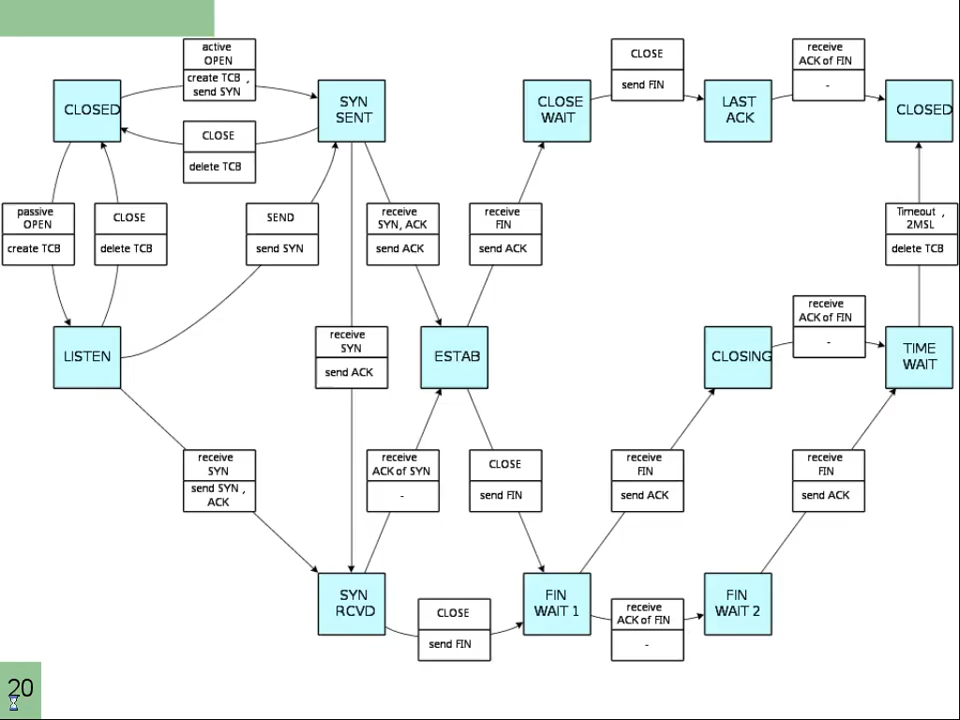 active
OPEN
create TCB ,
send SYN
CLOSE
delete TCB
CLOSED
SYN
SENT
CLOSE
WAIT
CLOSE
send FIN
LAST
ACK
receive
ACK of FIN
-
CLOSED
passive
OPEN
create TCB
CLOSE
delete TCB
SEND
send SYN
receive
SYN, ACK
send ACK
receive
FIN
send ACK
Timeout ,
2MSL
delete TCB
LISTEN
receive
SYN
send ACK
ESTAB
CLOSING
receive
ACK of FIN
-
TIME
WAIT
receive
SYN
send SYN ,
ACK
receive
ACK of SYN
-
CLOSE
send FIN
receive
FIN
send ACK
receive
FIN
send ACK
SYN
RCVD
CLOSE
send FIN
FIN
WAIT 1
receive
ACK of FIN
-
FIN
WAIT 2
20